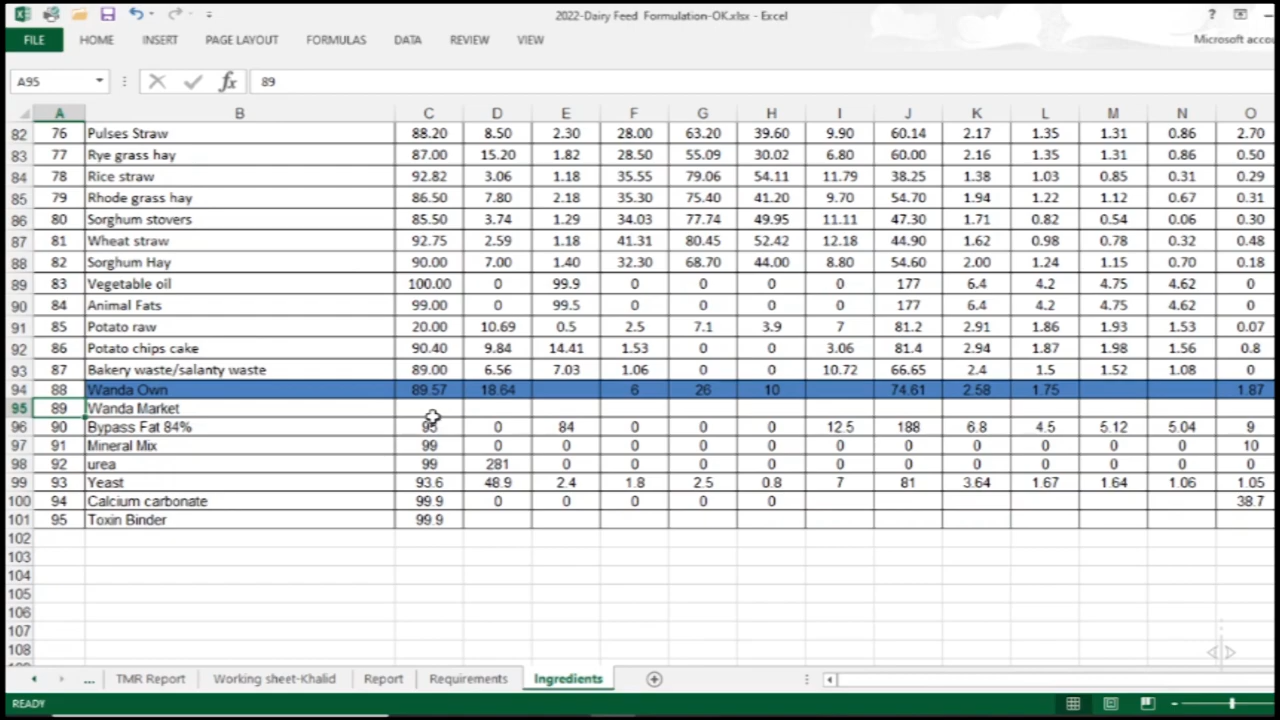 2022-Dairy Feed Formulation-OK.xlsx - Excel
FILE HOME INSERT PAGE LAYOUT FORMULAS DATA REVIEW VIEW Microsoft accou
A95 fx 89
A B C D E F G H I J K L M N O
82 76 Pulses Straw 88.20 8.50 2.30 28.00 63.20 39.60 9.90 60.14 2.17 1.35 1.31 0.86 2.70
83 77 Rye grass hay 87.00 15.20 1.82 28.50 55.09 30.02 6.80 60.00 2.16 1.35 1.31 0.86 0.50
84 78 Rice straw 92.82 3.06 1.18 35.55 79.06 54.11 11.79 38.25 1.38 1.03 0.85 0.31 0.29
85 79 Rhode grass hay 86.50 7.80 2.18 35.30 75.40 41.20 9.70 54.70 1.94 1.22 1.12 0.67 0.31
86 80 Sorghum stovers 85.50 3.74 1.29 34.03 77.74 49.95 11.11 47.30 1.71 0.82 0.54 0.06 0.30
87 81 Wheat straw 92.75 2.59 1.18 41.31 80.45 52.42 12.18 44.90 1.62 0.98 0.78 0.32 0.48
88 82 Sorghum Hay 90.00 7.00 1.40 32.30 68.70 44.00 8.80 54.60 2.00 1.24 1.15 0.70 0.18
89 83 Vegetable oil 100.00 0 99.9 0 0 0 0 177 6.4 4.2 4.75 4.62 0
90 84 Animal Fats 99.00 0 99.5 0 0 0 0 177 6.4 4.2 4.75 4.62 0
91 85 Potato raw 20.00 10.69 0.5 2.5 7.1 3.9 7 81.2 2.91 1.86 1.93 1.53 0.07
92 86 Potato chips cake 90.40 9.84 14.41 1.53 0 0 3.06 81.4 2.94 1.87 1.98 1.56 0.8
93 87 Bakery waste/salanty waste 89.00 6.56 7.03 1.06 0 0 10.72 66.65 2.4 1.5 1.52 1.08 0
94 88 Wanda Own 89.57 18.64 6 26 10 74.61 2.58 1.75 1.87
95 89 Wanda Market
96 90 Bypass Fat 84% 95 0 84 0 0 0 12.5 188 6.8 4.5 5.12 5.04 9
97 91 Mineral Mix 99 0 0 0 0 0 0 0 0 0 0 0 10
98 92 urea 99 281 0 0 0 0 0 0 0 0 0 0 0
99 93 Yeast 93.6 48.9 2.4 1.8 2.5 0.8 7 81 3.64 1.67 1.64 1.06 1.05
100 94 Calcium carbonate 99.9 0 0 0 0 0 38.7
101 95 Toxin Binder 99.9
102
103
104
105
106
107
108
... TMR Report Working sheet-Khalid Report Requirements Ingredients
READY